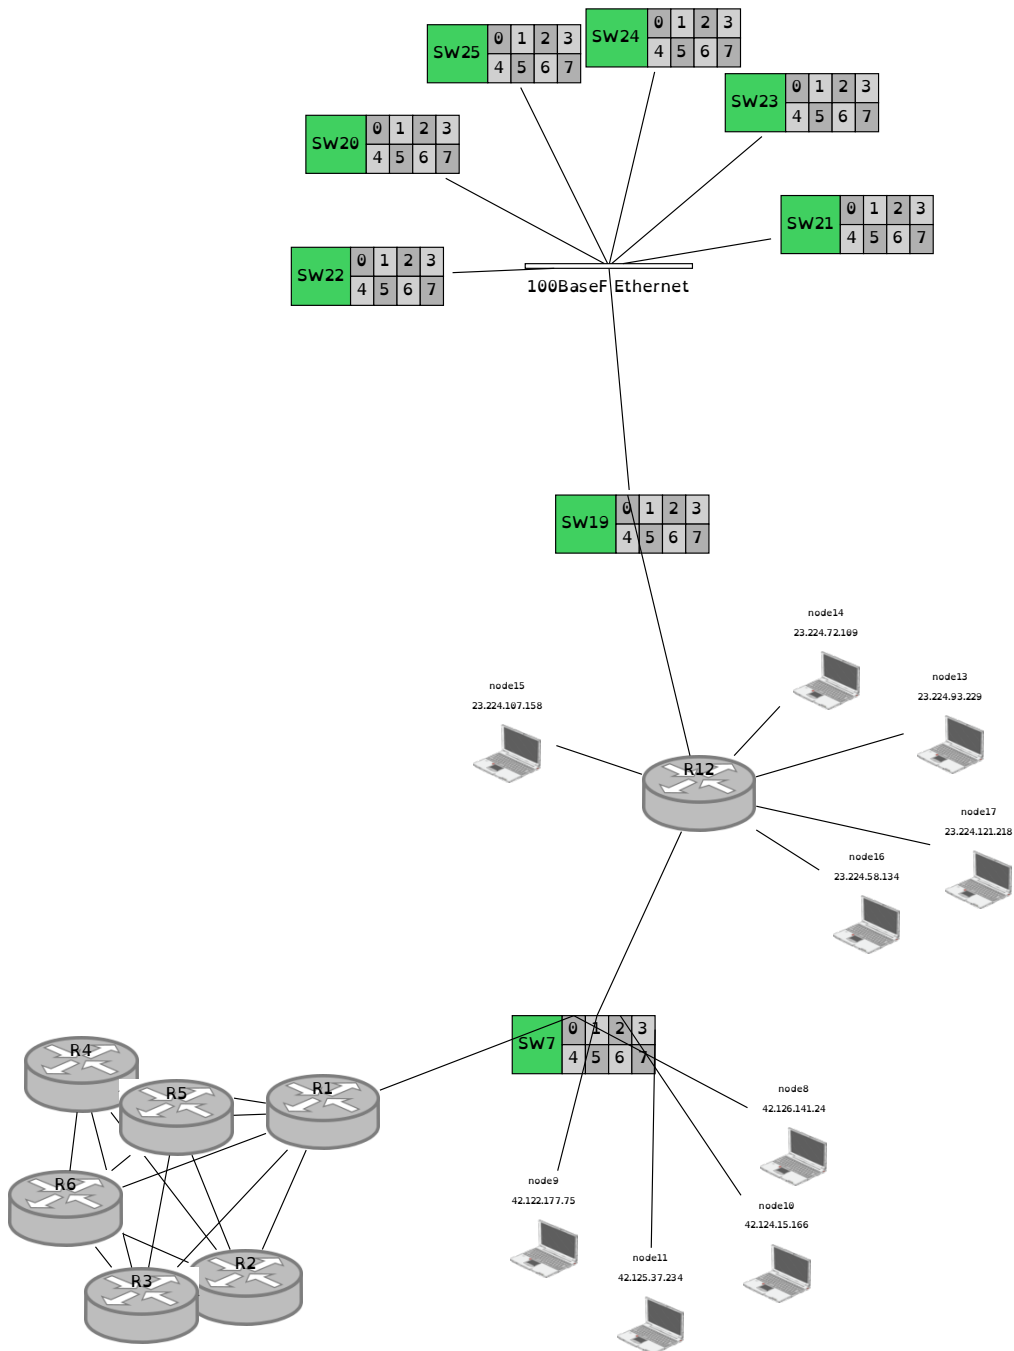 SW24
0 1 2 3
4 5 6 7
SW25
0 1 2 3
4 5 6 7
SW23
0 1 2 3
4 5 6 7
SW20
0 1 2 3
4 5 6 7
SW21
0 1 2 3
4 5 6 7
SW22
0 1 2 3
4 5 6 7
100BaseF Ethernet
SW19
0 1 2 3
4 5 6 7
node14
23.224.72.109
node13
23.224.93.229
node15
23.224.107.158
R12
node17
23.224.121.218
node16
23.224.58.134
SW7
0 1 2 3
4 5 6 7
R4
R5
R1
node8
42.126.141.24
R6
node9
42.122.177.75
node10
42.124.15.166
R3
R2
node11
42.125.37.234